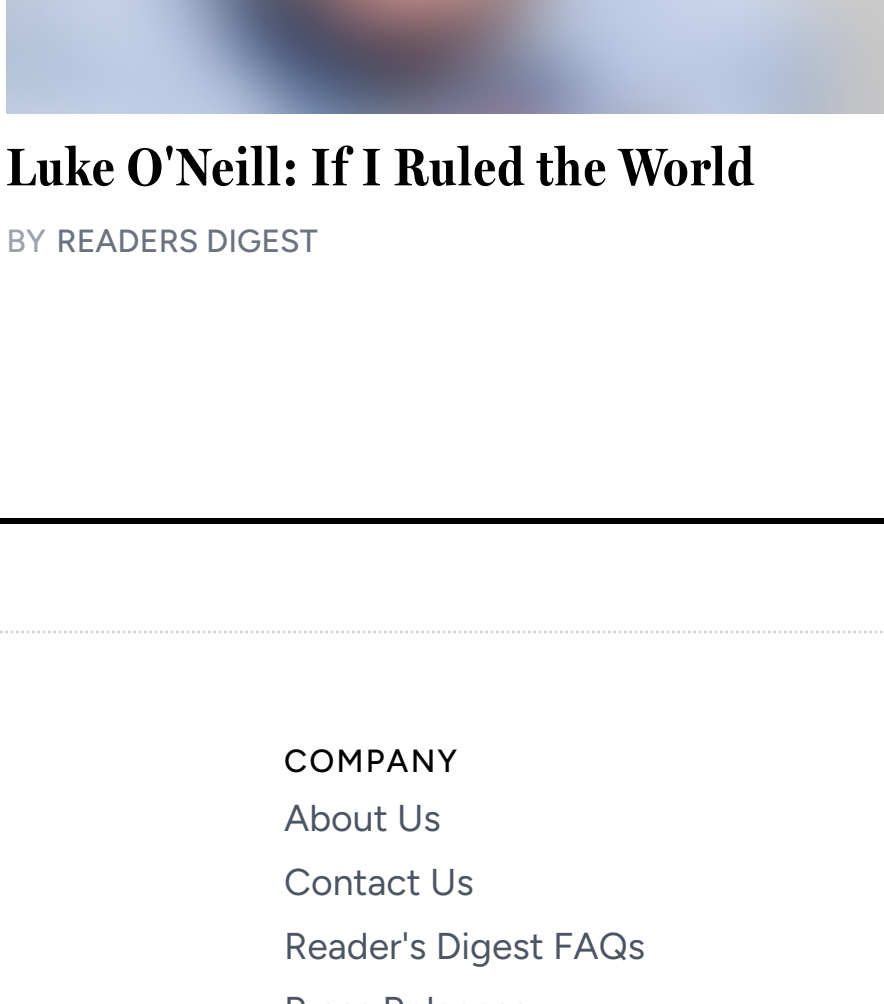 Luke O'Neill: If I Ruled the World
BY READERS DIGEST
COMPANY
About Us
Contact Us
Reader's Digest FAQs